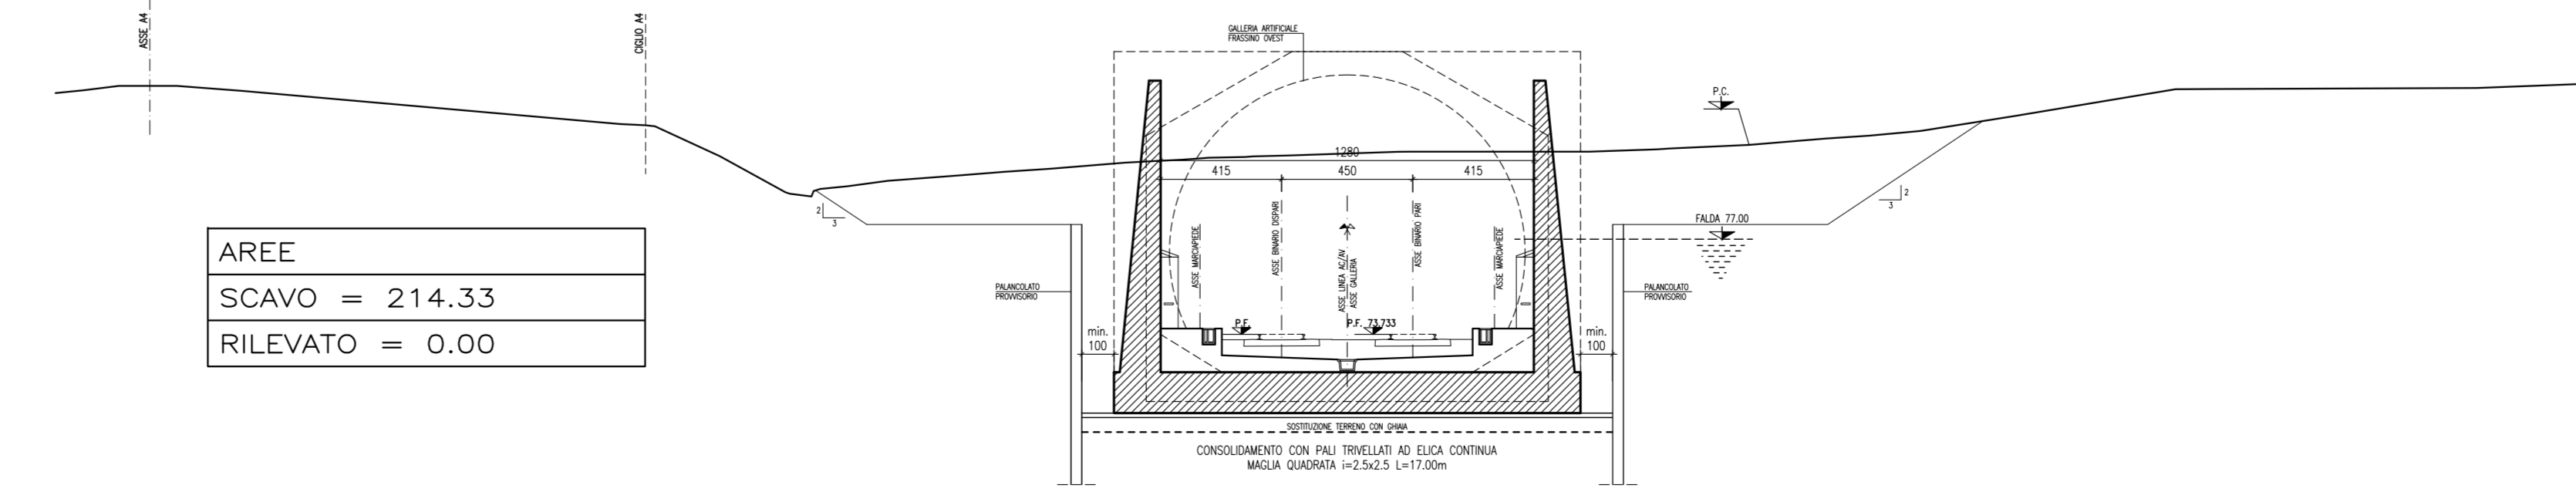 ASSE A4
CIGLIO A4
GALLERIA ARTIFICIALE
FRASSINO OVEST
P.C.
1280
415
450
415
2
3
2
3
FALDA 77.00
AREE
SCAVO = 214.33
RILEVATO = 0.00
ASSE MARCIAPIEDE
ASSE BINARIO DISPARI
ASSE LINEA AC/AV
ASSE GALLERIA
ASSE BINARIO PARI
ASSE MARCIAPIEDE
PALANCOLATO
PROVVISORIO
PALANCOLATO
PROVVISORIO
P.F.
P.F. 73.733
min.
100
min.
100
SOSTITUZIONE TERRENO CON GHIAIA
CONSOLIDAMENTO CON PALI TRIVELLATI AD ELICA CONTINUA
MAGLIA QUADRATA i=2.5x2.5 L=17.00m